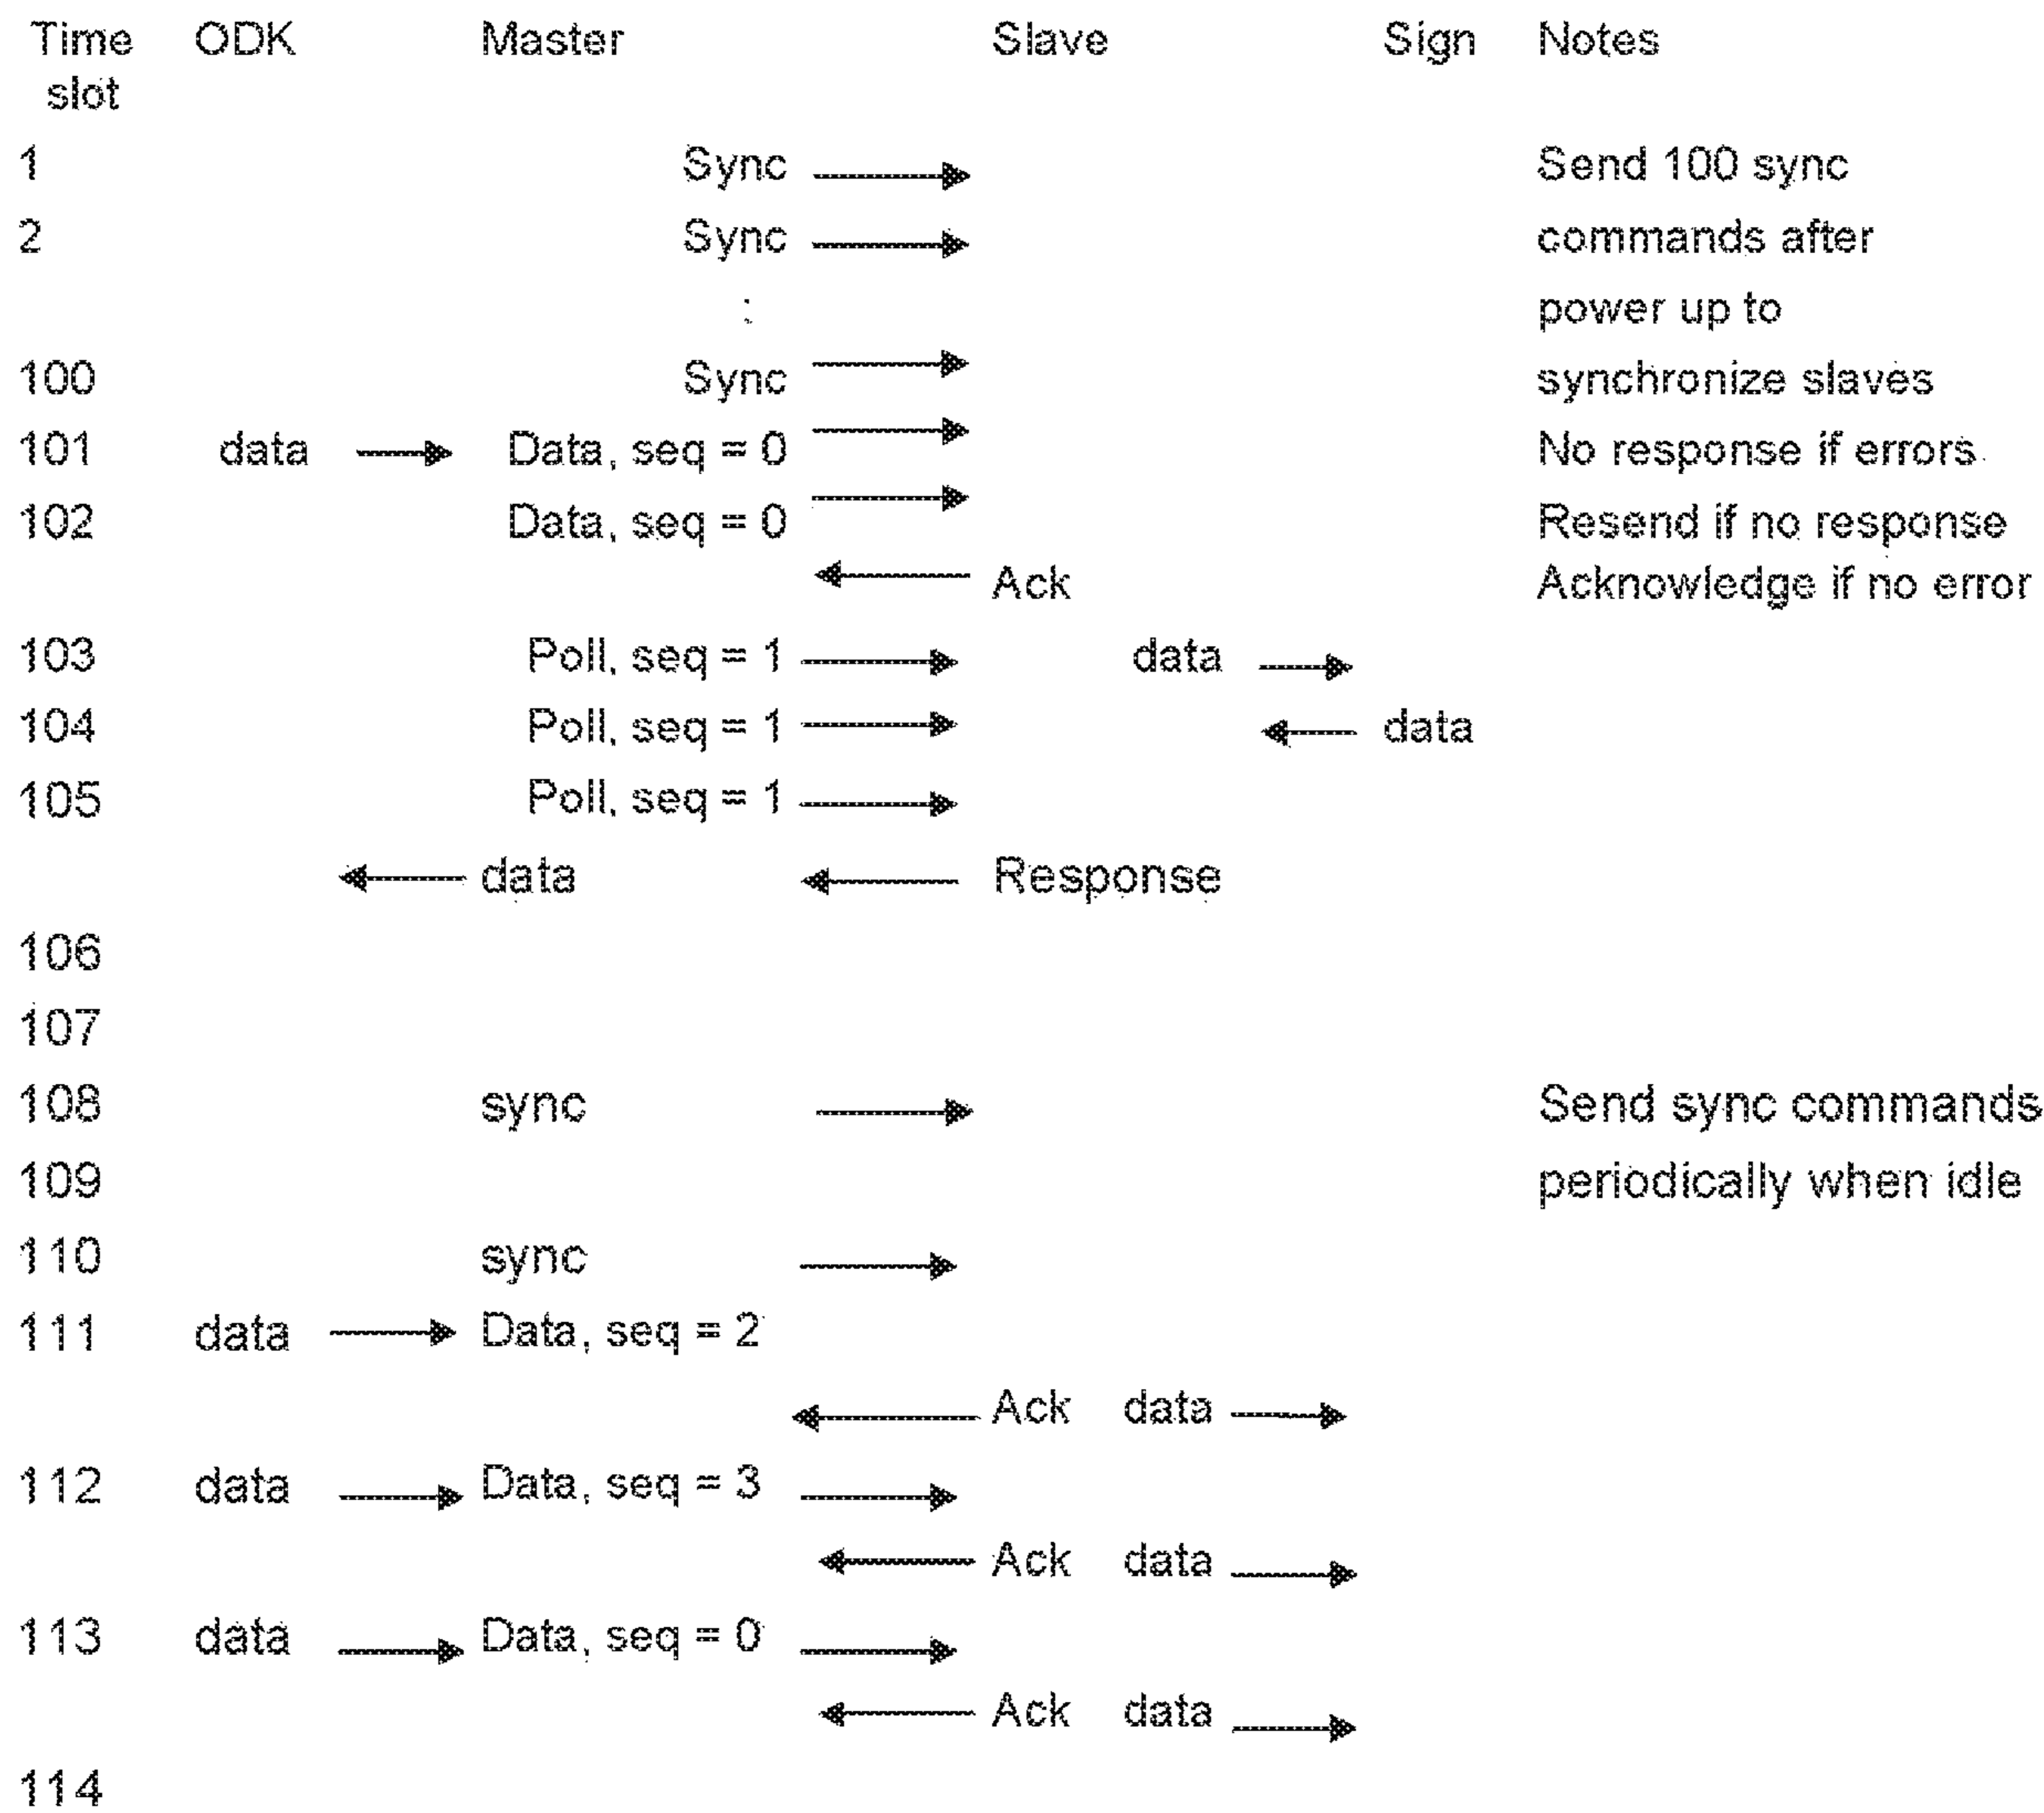 Time ODK Master Slave Sign Notes
slot
1 Sync Send 100 sync
2 Sync commands after
: power up to
100 Sync synchronize slaves
101 data Data, seq = 0 No response if errors.
102 Data, seq = 0 Resend if no response
Ack Acknowledge if no error
103 Poll, seq = 1 data
104 Poll, seq = 1 data
105 Poll, seq = 1
data Response
106
107
108 sync Send sync commands
109 periodically when idle
110 sync
111 data Data, seq = 2
Ack data
112 data Data, seq = 3
Ack data
113 data Data, seq = 0
Ack data
114